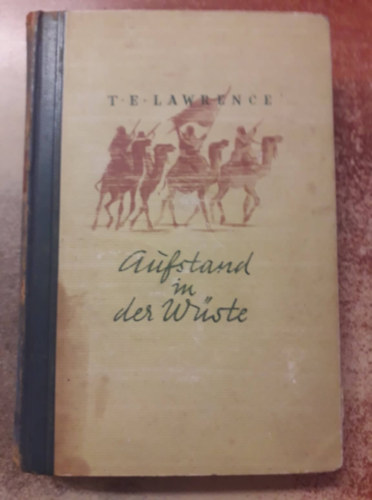 T·E·LAWRENCE
Aufstand
in
der Wüste